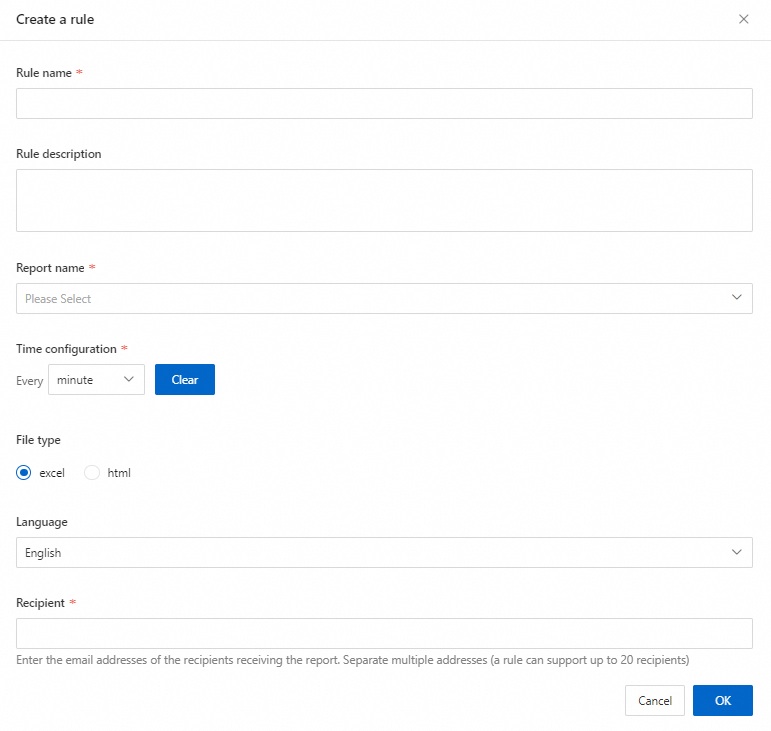 Create a rule
Rule name *
Rule description
Report name *
Please Select
Time configuration *
Every minute Clear
File type
excel html
Language
English
Recipient *
Enter the email addresses of the recipients receiving the report. Separate multiple addresses (a rule can support up to 20 recipients)
Cancel OK